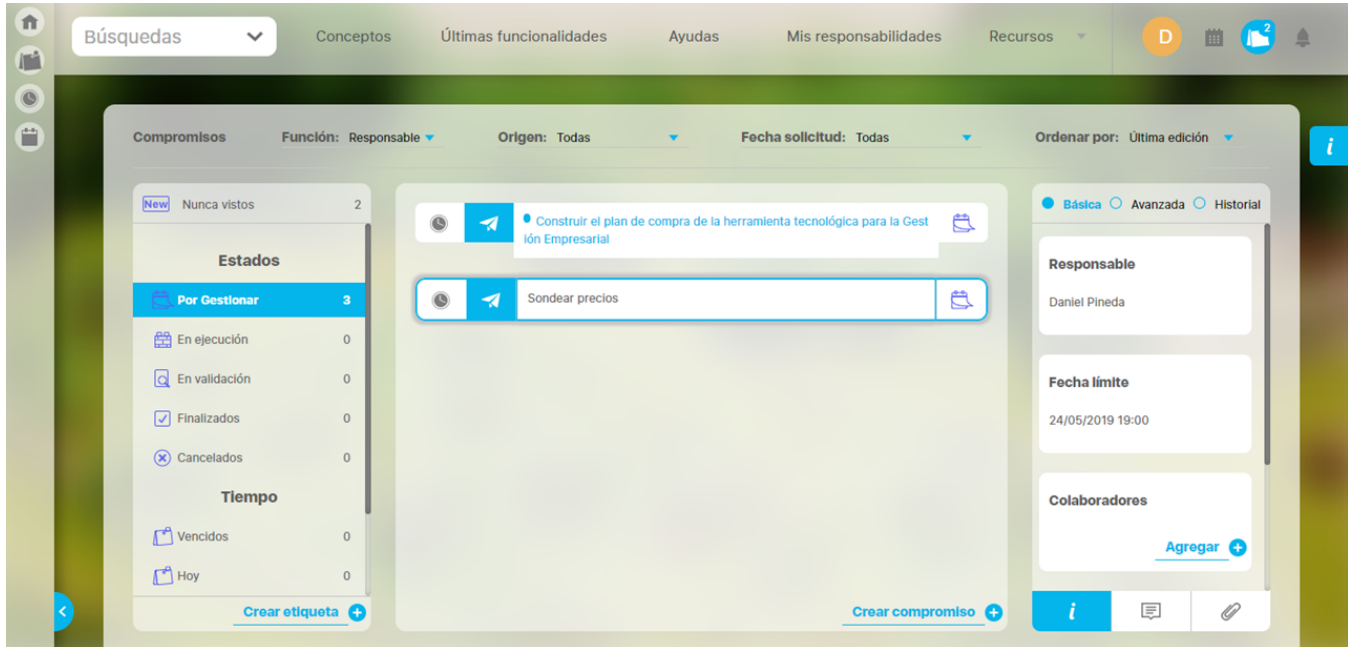 Búsquedas
Conceptos
Últimas funcionalidades
Ayudas
Mis responsabilidades
Recursos
D
2
Compromisos
Función: Responsable
Origen: Todas
Fecha solicitud: Todas
Ordenar por: Última edición
i
New Nunca vistos 2
Estados
Por Gestionar 3
En ejecución 0
En validación 0
Finalizados 0
Cancelados 0
Tiempo
Vencidos 0
Hoy 0
Crear etiqueta
Construir el plan de compra de la herramienta tecnológica para la Gest
ión Empresarial
Sondear precios
Crear compromiso
Básica Avanzada Historial
Responsable
Daniel Pineda
Fecha límite
24/05/2019 19:00
Colaboradores
Agregar
i